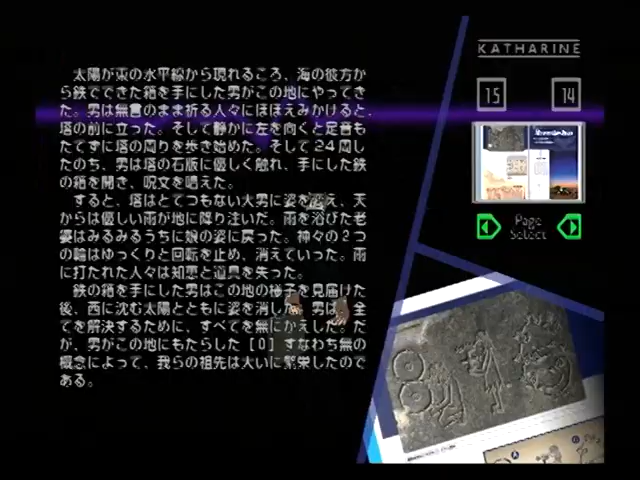 太陽が東の水平線から現れるころ、海の彼方か
ら鉄でできた箱を手にした男がこの地にやってき
た。男は無言のまま祈る人々にほほえみかけると、
塔の前に立った。そして静かに左を向くと足音も
たてずに塔の周りを歩き始めた。そして24周し
たのち、男は塔の石版に優しく触れ、手にした鉄
の箱を開き、呪文を唱えた。
すると、塔はとてつもない大男に姿を変え、天
からは優しい雨が地に降り注いだ。雨を浴びた老
婆はみるみるうちに娘の姿に戻った。神々の2つ
の輪はゆっくりと回転を止め、消えていった。雨
に打たれた人々は知恵と道具を失った。
鉄の箱を手にした男はこの地の様子を見届けた
後、西に沈む太陽とともに姿を消した。男は、全
てを解決するために、すべてを無にかえした。だ
が、男がこの地にもたらした［0］すなわち無の
概念によって、我らの祖先は大いに繁栄したので
ある。
KATHARINE
15 14
Page
Select